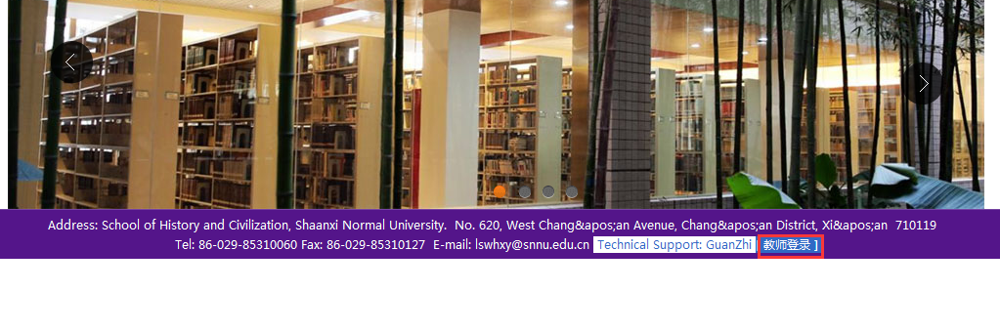 Address: School of History and Civilization, Shaanxi Normal University.  No. 620, West Chang&apos;an Avenue, Chang&apos;an District, Xi&apos;an  710119
Tel: 86-029-85310060 Fax: 86-029-85310127  E-mail: lswhxy@snnu.edu.cn  Technical Support: GuanZhi [ 教师登录 ]